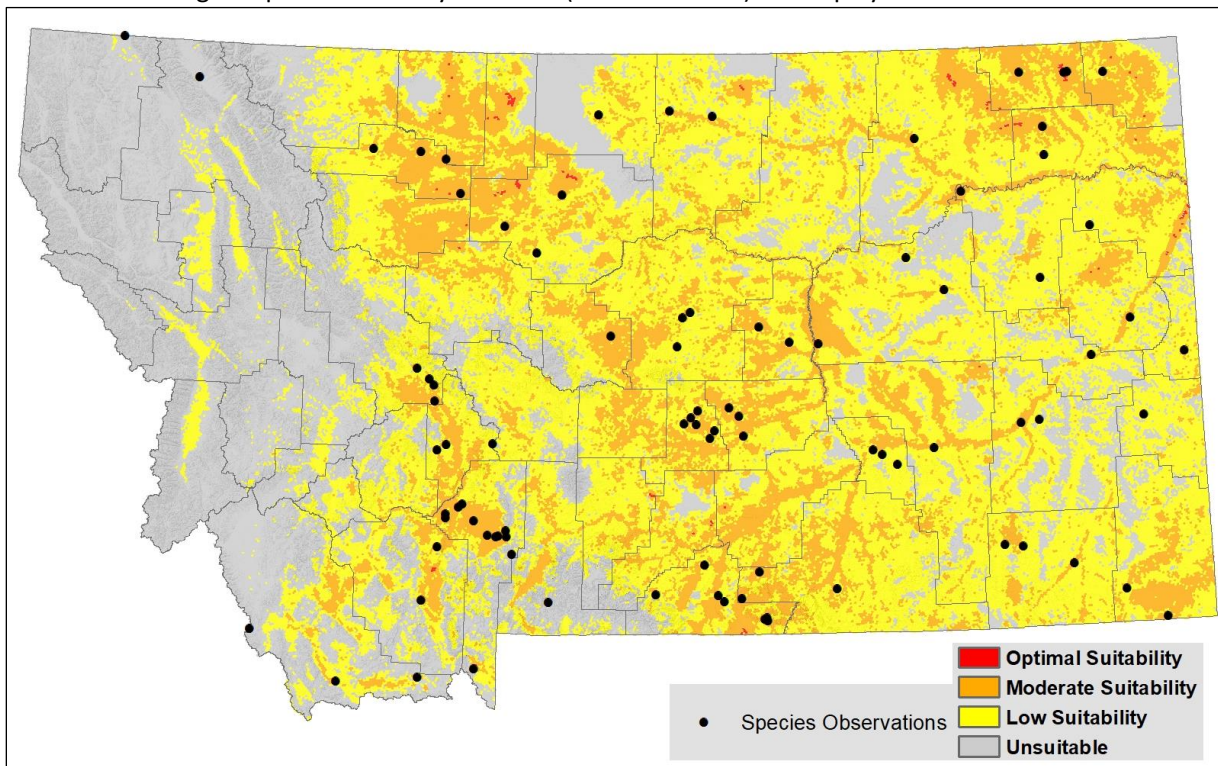 Optimal Suitability
Moderate Suitability
Species Observations
Low Suitability
Unsuitable